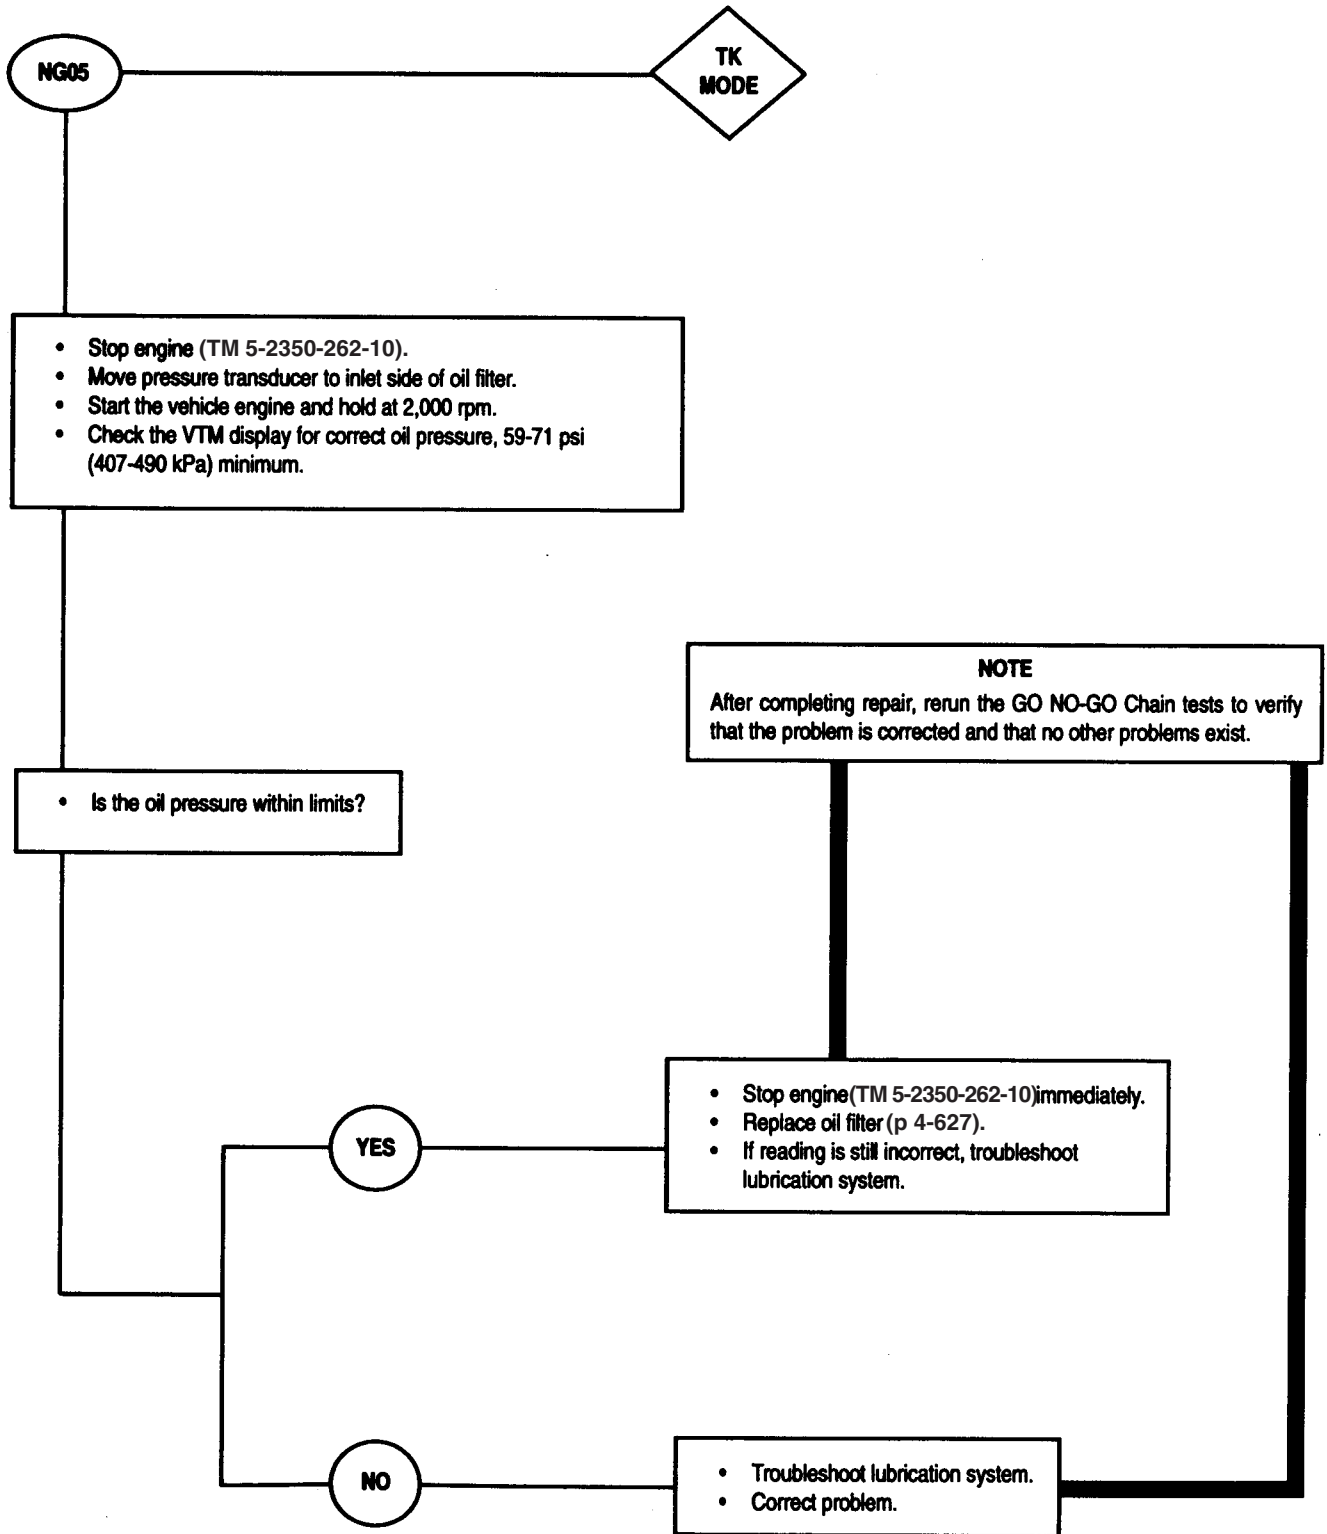 NG05
TK
MODE
• Stop engine (TM 5-2350-262-10).
• Move pressure transducer to inlet side of oil filter.
• Start the vehicle engine and hold at 2,000 rpm.
• Check the VTM display for correct oil pressure, 59-71 psi
(407-490 kPa) minimum.
NOTE
After completing repair, rerun the GO NO-GO Chain tests to verify
that the problem is corrected and that no other problems exist.
• Is the oil pressure within limits?
YES
• Stop engine(TM 5-2350-262-10)immediately.
• Replace oil filter (p 4-627).
• If reading is still incorrect, troubleshoot
lubrication system.
NO
• Troubleshoot lubrication system.
• Correct problem.